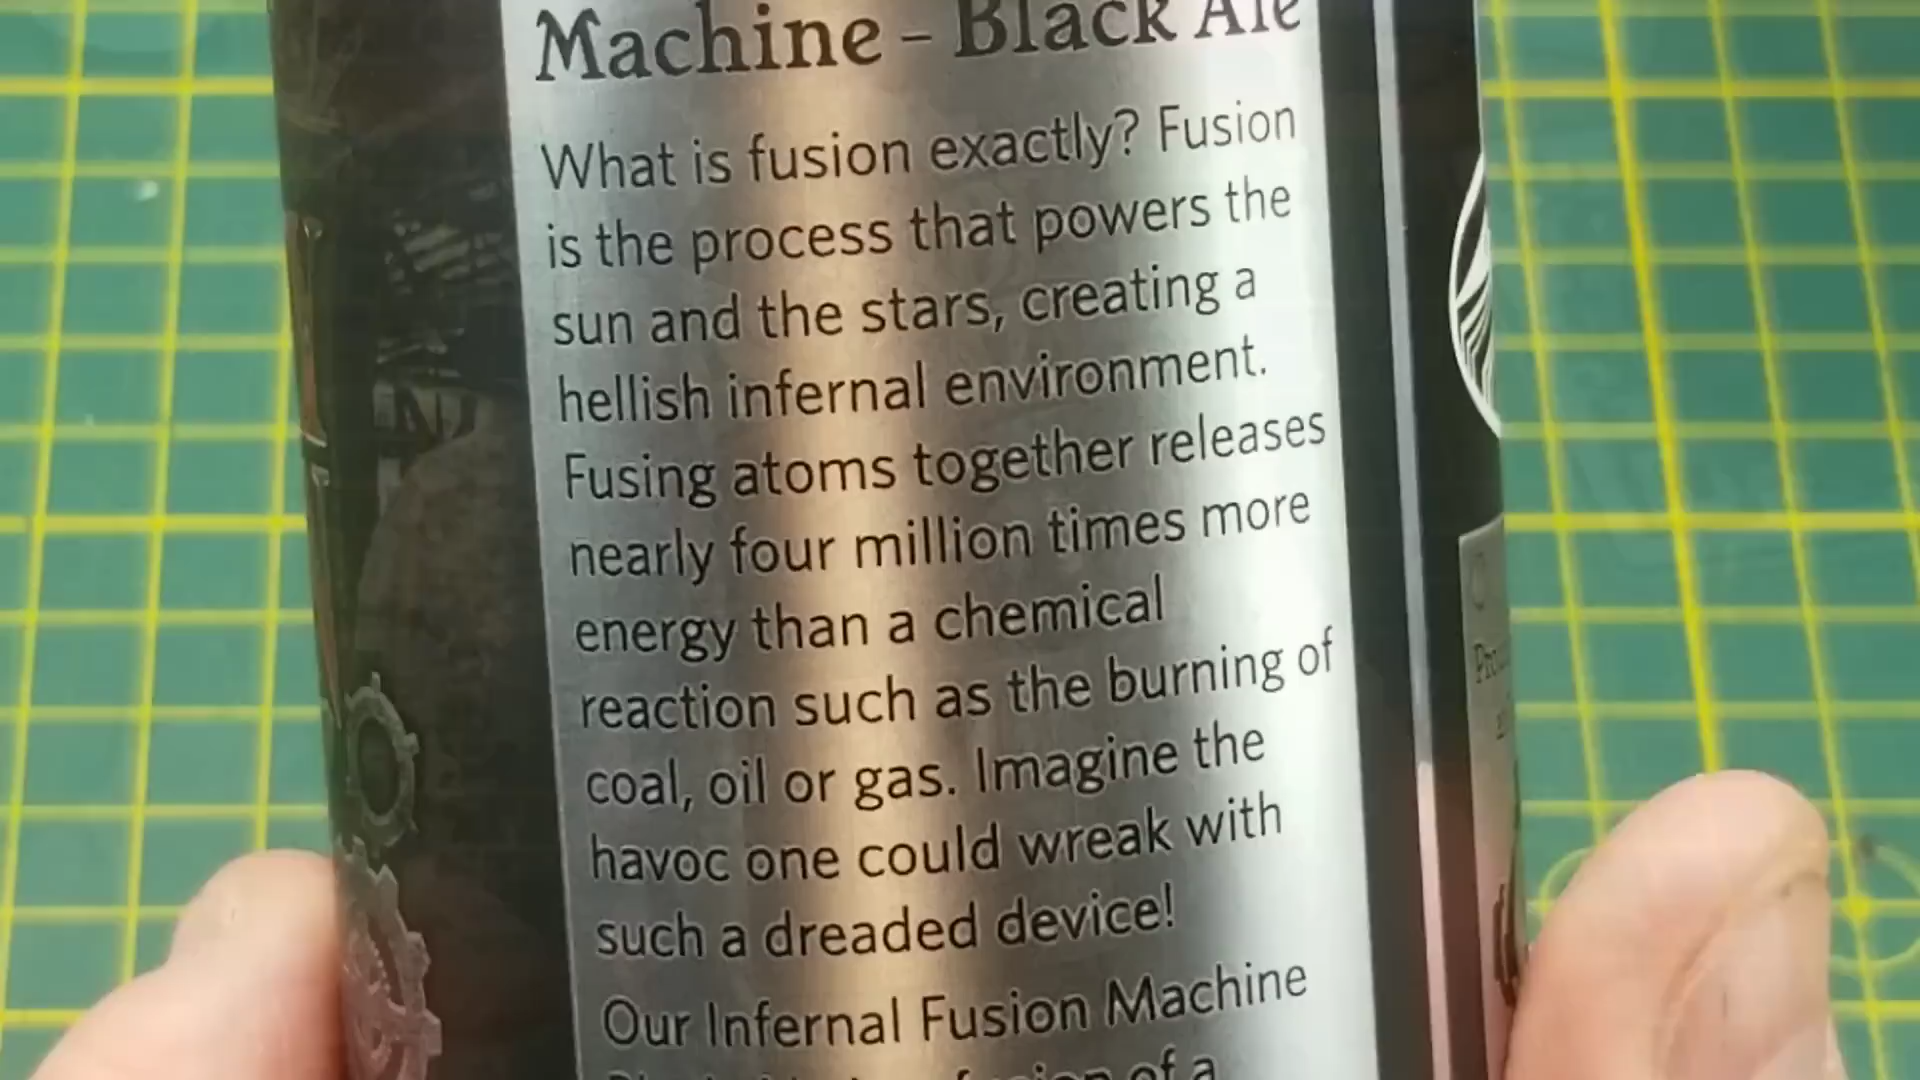 Machine - Black Ale
What is fusion exactly? Fusion
is the process that powers the
sun and the stars, creating a
hellish infernal environment.
Fusing atoms together releases
nearly four million times more
energy than a chemical
reaction such as the burning of
coal, oil or gas. Imagine the
havoc one could wreak with
such a dreaded device!
Our Infernal Fusion Machine
of a